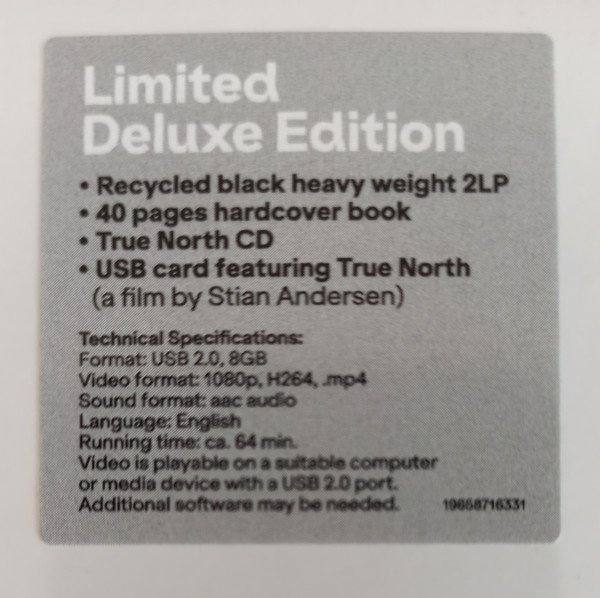 Limited
Deluxe Edition
• Recycled black heavy weight 2LP
• 40 pages hardcover book
• True North CD
• USB card featuring True North
(a film by Stian Andersen)
Technical Specifications:
Format: USB 2.0, 8GB
Video format: 1080p, H264, .mp4
Sound format: aac audio
Language: English
Running time: ca. 64 min.
Video is playable on a suitable computer
or media device with a USB 2.0 port.
Additional software may be needed. 19658716331